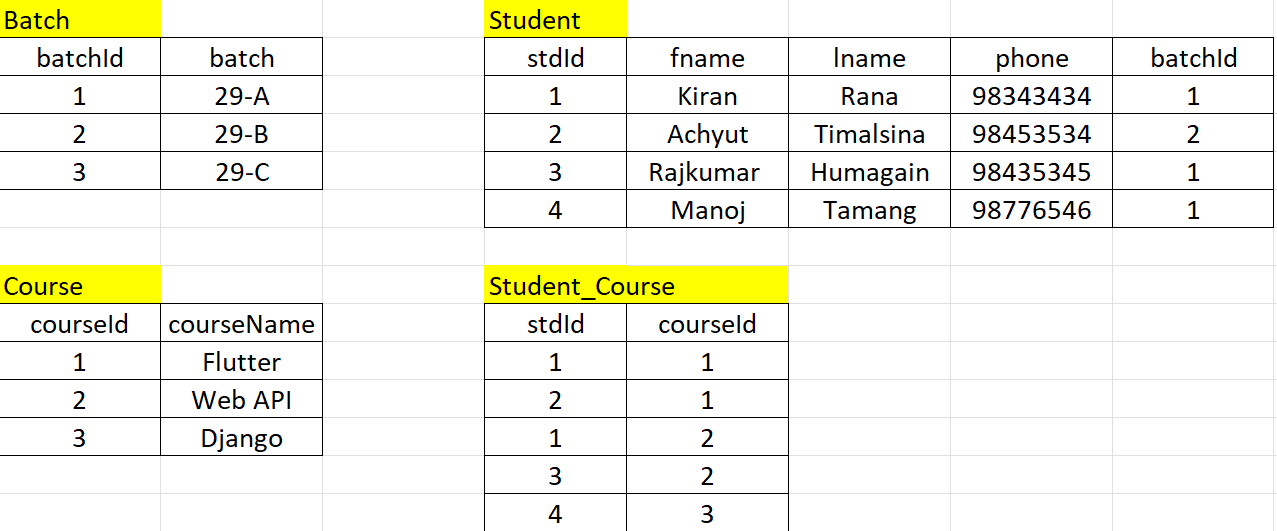 Batch Student
batchId batch stdId fname lname phone batchId
1 29-A 1 Kiran Rana 98343434 1
2 29-B 2 Achyut Timalsina 98453534 2
3 29-C 3 Rajkumar Humagain 98435345 1
4 Manoj Tamang 98776546 1
Course Student_Course
courseId courseName stdId courseId
1 Flutter 1 1
2 Web API 2 1
3 Django 1 2
3 2
4 3